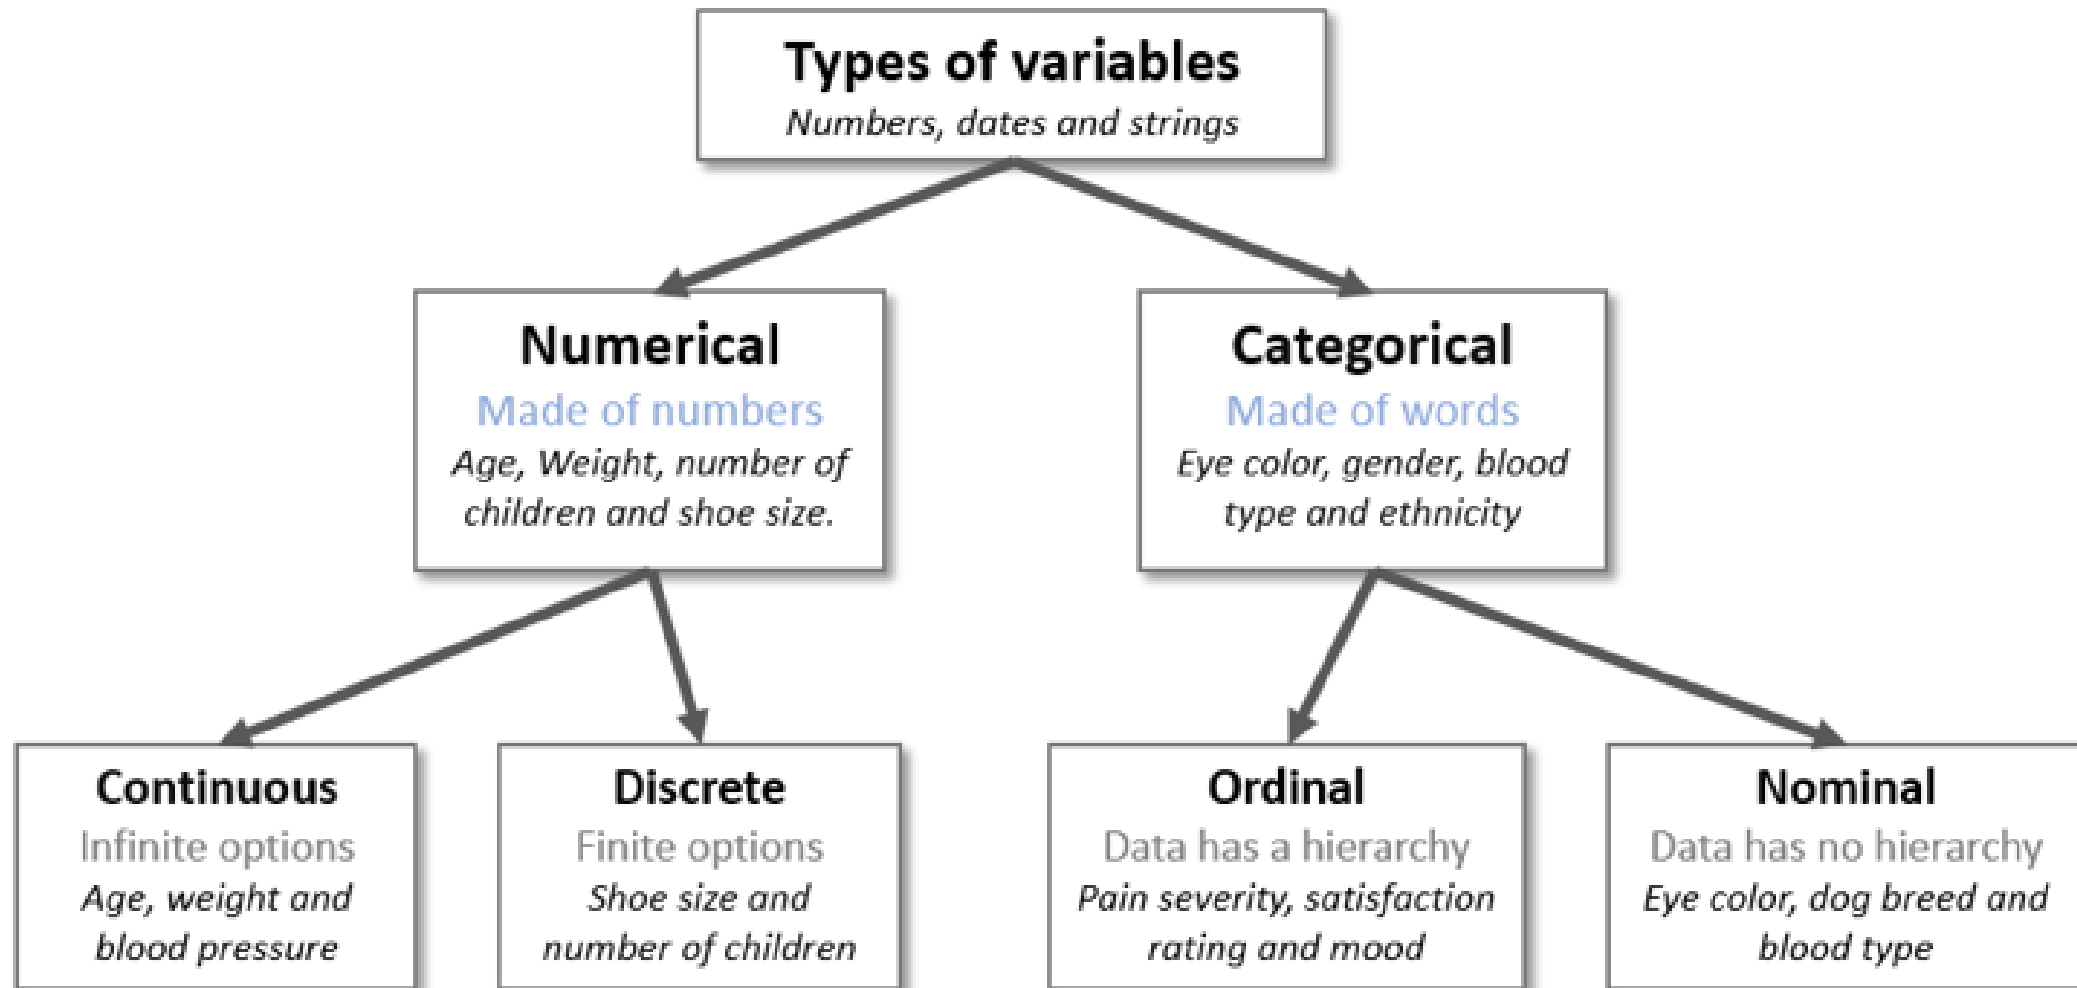 Types of variables
Numbers, dates and strings
Numerical
Made of numbers
Age, Weight, number of
children and shoe size.
Categorical
Made of words
Eye color, gender, blood
type and ethnicity
Continuous
Infinite options
Age, weight and
blood pressure
Discrete
Finite options
Shoe size and
number of children
Ordinal
Data has a hierarchy
Pain severity, satisfaction
rating and mood
Nominal
Data has no hierarchy
Eye color, dog breed and
blood type